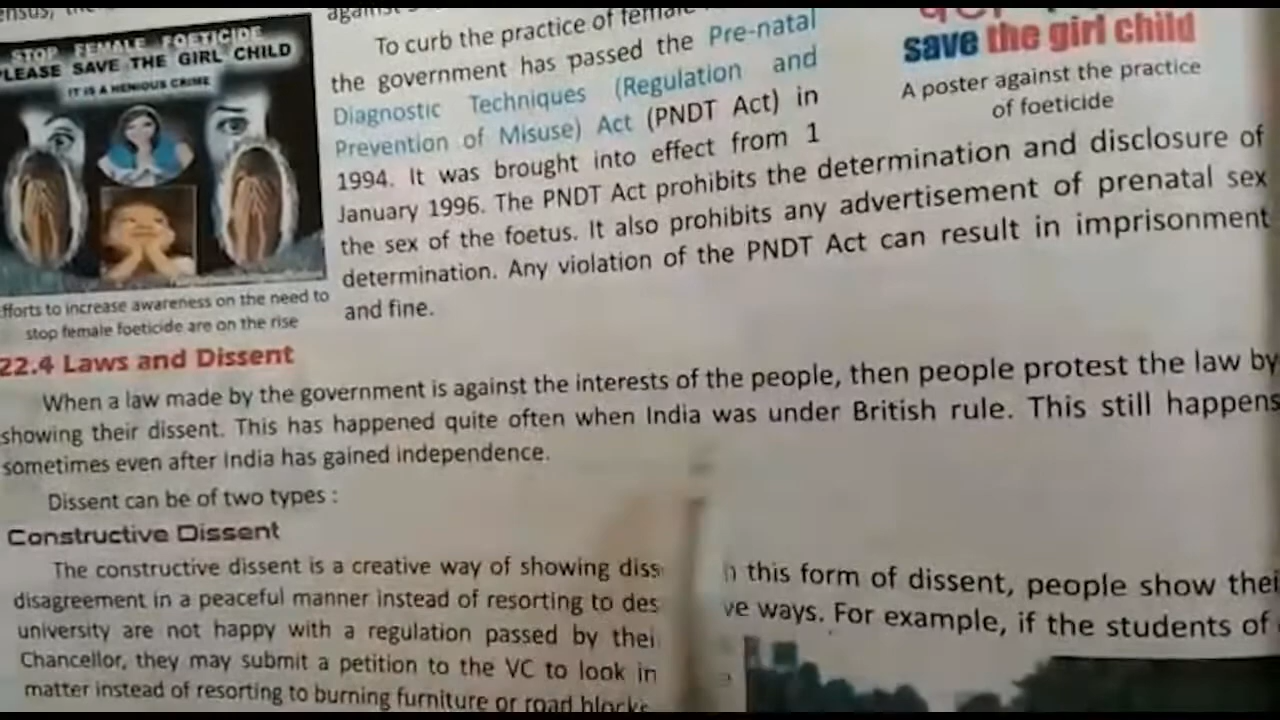 STOP FEMALE FOETICIDE
PLEASE SAVE THE GIRL CHILD
IT IS A HENIOUS CRIME
fforts to increase awareness on the need to
stop female foeticide are on the rise
To curb the practice of female
the government has passed the Pre-natal
Diagnostic Techniques (Regulation and
Prevention of Misuse) Act (PNDT Act) in
1994. It was brought into effect from 1
January 1996. The PNDT Act prohibits the determination and disclosure of
the sex of the foetus. It also prohibits any advertisement of prenatal sex
determination. Any violation of the PNDT Act can result in imprisonment
and fine.
save the girl child
A poster against the practice
of foeticide
22.4 Laws and Dissent
When a law made by the government is against the interests of the people, then people protest the law by
showing their dissent. This has happened quite often when India was under British rule. This still happens
sometimes even after India has gained independence.
Dissent can be of two types :
Constructive Dissent
The constructive dissent is a creative way of showing diss n this form of dissent, people show thei
disagreement in a peaceful manner instead of resorting to des ve ways. For example, if the students of
university are not happy with a regulation passed by thei
Chancellor, they may submit a petition to the VC to look in
matter instead of resorting to burning furniture or road blocks